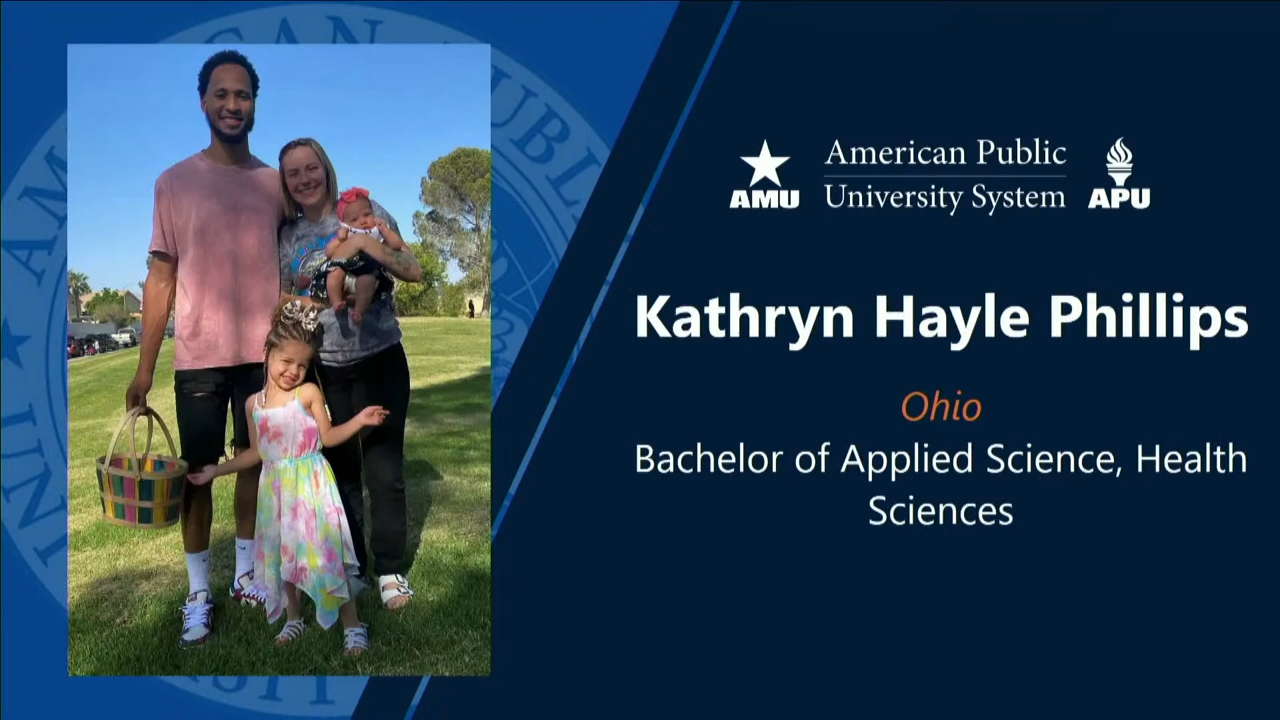 AMU
American Public
University System
APU
Kathryn Hayle Phillips
Ohio
Bachelor of Applied Science, Health
Sciences